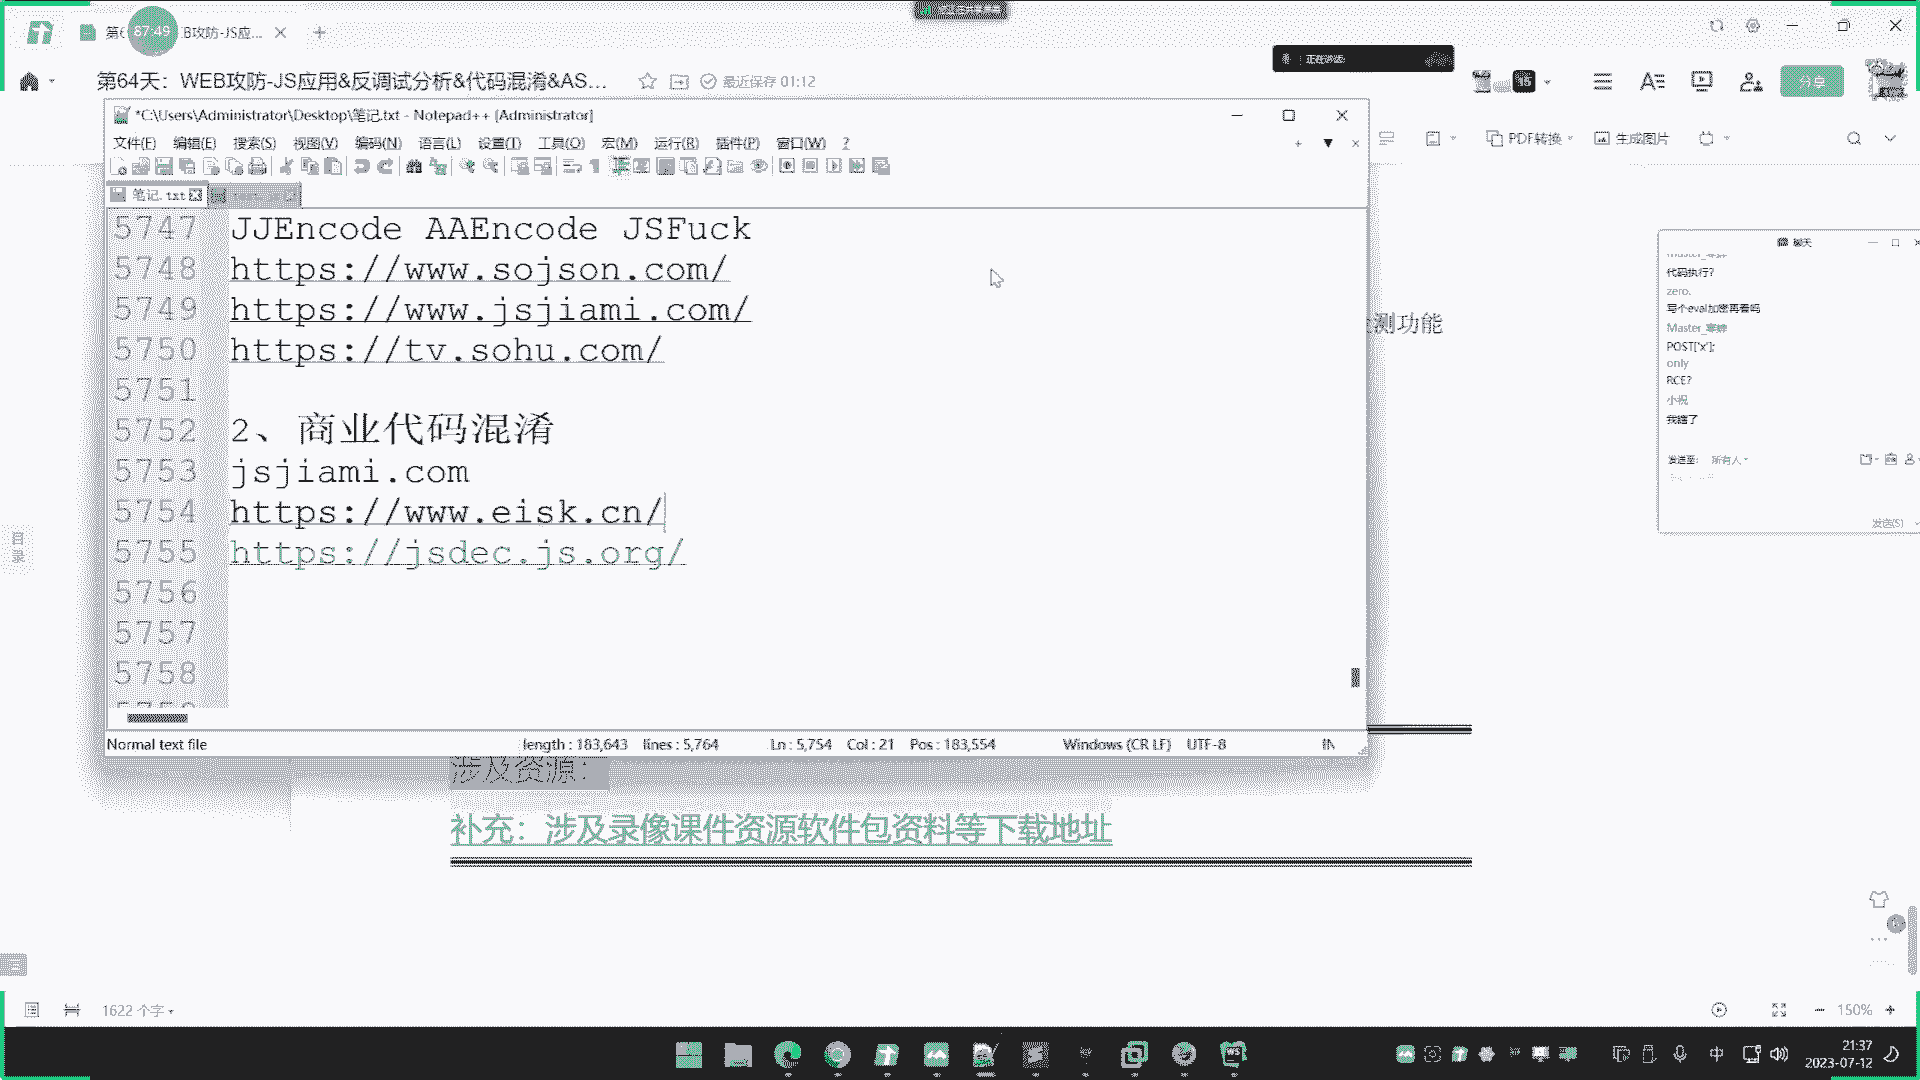 第6
87:49
B攻防-JS应...
第64天：WEB攻防-JS应用&反调试分析&代码混淆&AS...
最近保存 01:12
分享
*C:\Users\Administrator\Desktop\笔记.txt - Notepad++ [Administrator]
文件(F) 编辑(E) 搜索(S) 视图(V) 编码(N) 语言(L) 设置(T) 工具(O) 宏(M) 运行(R) 插件(P) 窗口(W) ?
PDF转换
生成图片
笔记.txt
5747 JJEncode AAEncode JSFuck
5748 https://www.sojson.com/
5749 https://www.jsjiami.com/
5750 https://tv.sohu.com/
5751
5752 2、商业代码混淆
5753 jsjiami.com
5754 https://www.eisk.cn/
5755 https://jsdec.js.org/
5756
5757
5758
Normal text file length : 183,643 lines : 5,764 Ln : 5,754 Col : 21 Pos : 183,554 Windows (CR LF) UTF-8 IN
测功能
聊天
代码执行?
zero.
写个eval加密再看吗
POST['x'];
only
RCE?
小祝
我瞎了
发送至: 所有人
发送(S)
目录
涉及资源：
补充：涉及录像课件资源软件包资料等下载地址
1622 个字
150%
中
21:37
2023-07-12